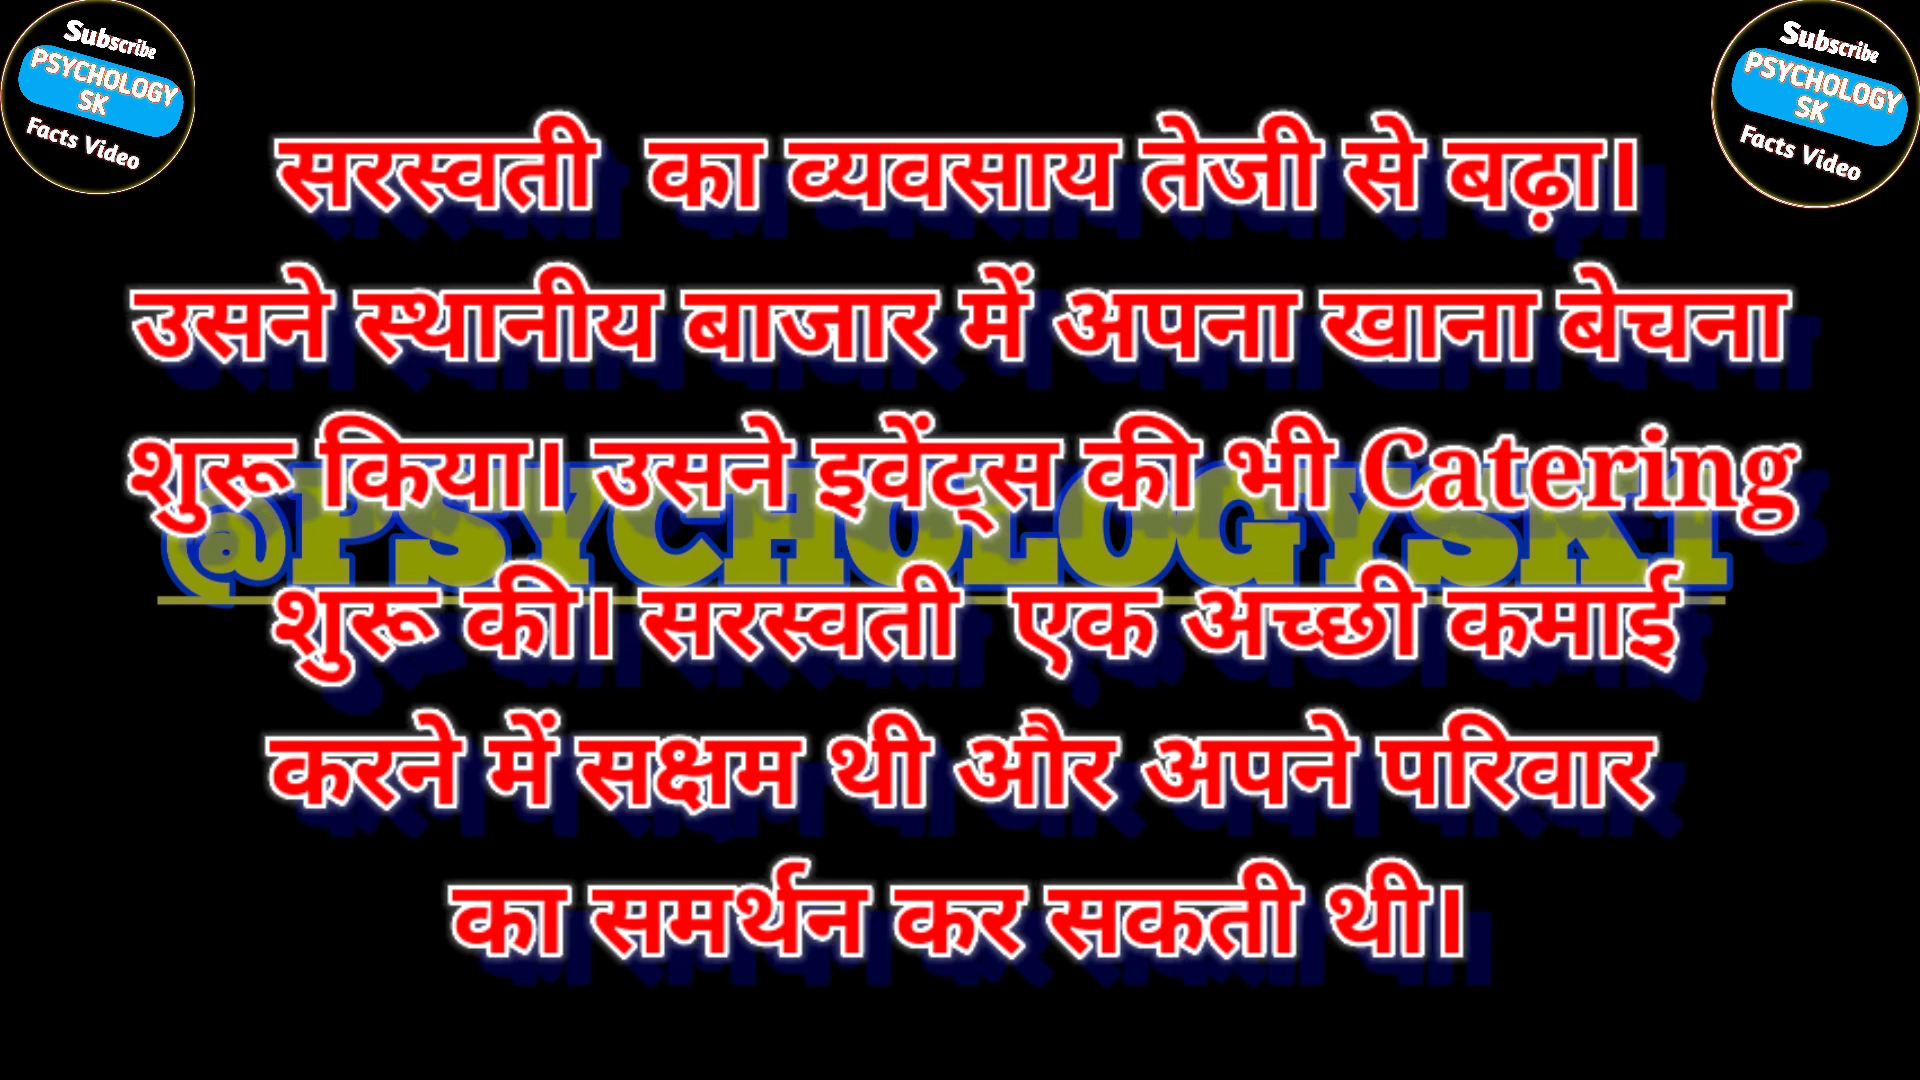 Subscribe
PSYCHOLOGY
SK
Facts Video
Subscribe
PSYCHOLOGY
SK
Facts Video
सरस्वती का व्यवसाय तेजी से बढ़ा।
उसने स्थानीय बाजार में अपना खाना बेचना
शुरू किया। उसने इवेंट्स की भी Catering
@PSYCHOLOGYSK1
शुरू की। सरस्वती एक अच्छी कमाई
करने में सक्षम थी और अपने परिवार
का समर्थन कर सकती थी।